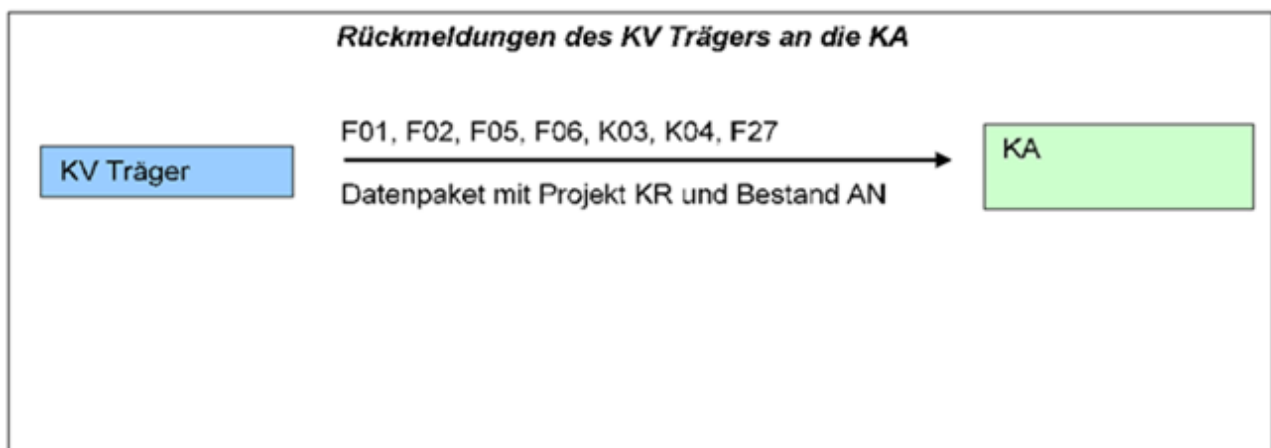 Rückmeldungen des KV Trägers an die KA
F01, F02, F05, F06, K03, K04, F27
KV Träger
KA
Datenpaket mit Projekt KR und Bestand AN